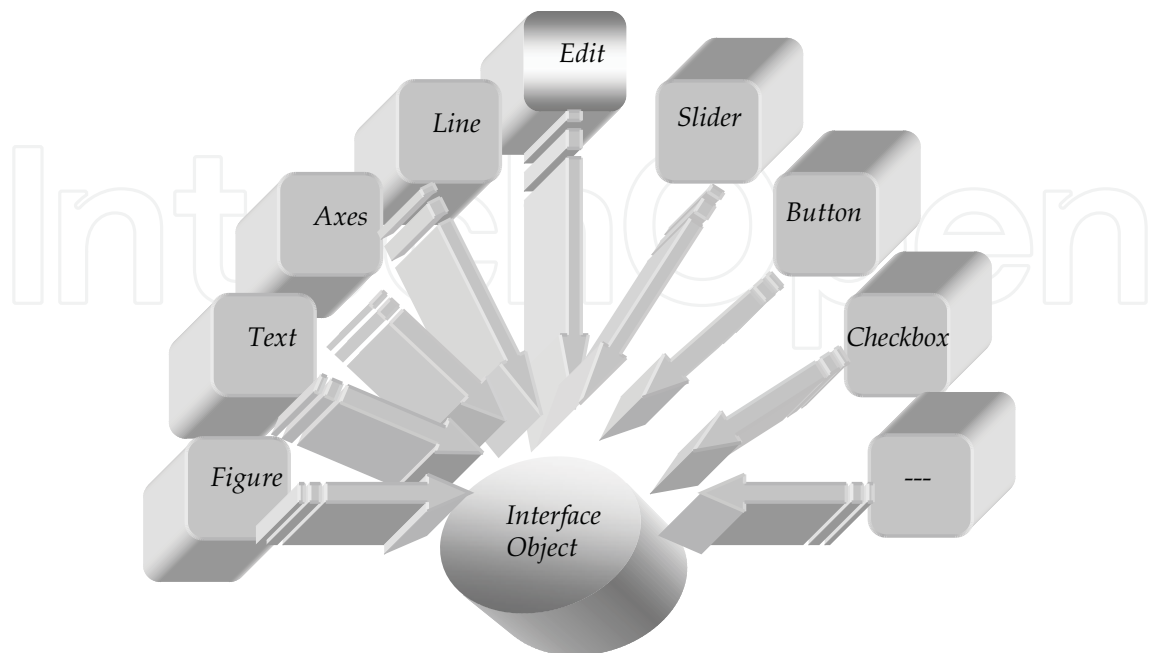 Edit
Line
Slider
Axes
Button
Text
Checkbox
Figure
---
Interface
Object
IntechOpen